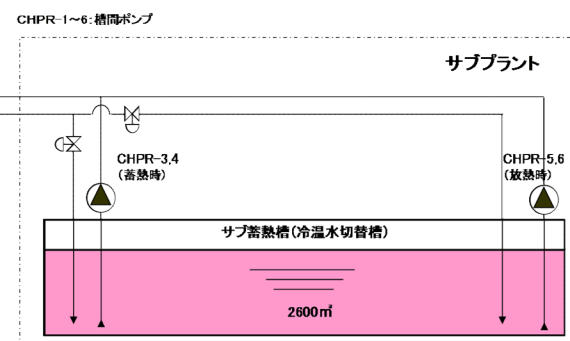 CHPR-1～6:槽間ポンプ
サブプラント
CHPR-3,4
(蓄熱時)
CHPR-5,6
(放熱時)
サブ蓄熱槽(冷温水切替槽)
2600㎥